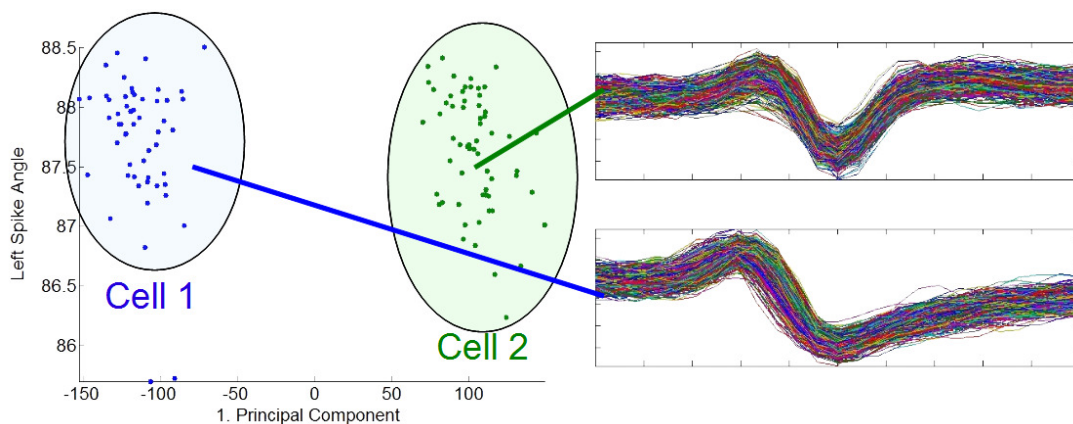 Left Spike Angle
88.5
88
87.5
87
86.5
86
-150 -100 -50 0 50 100
1. Principal Component
Cell 1
Cell 2